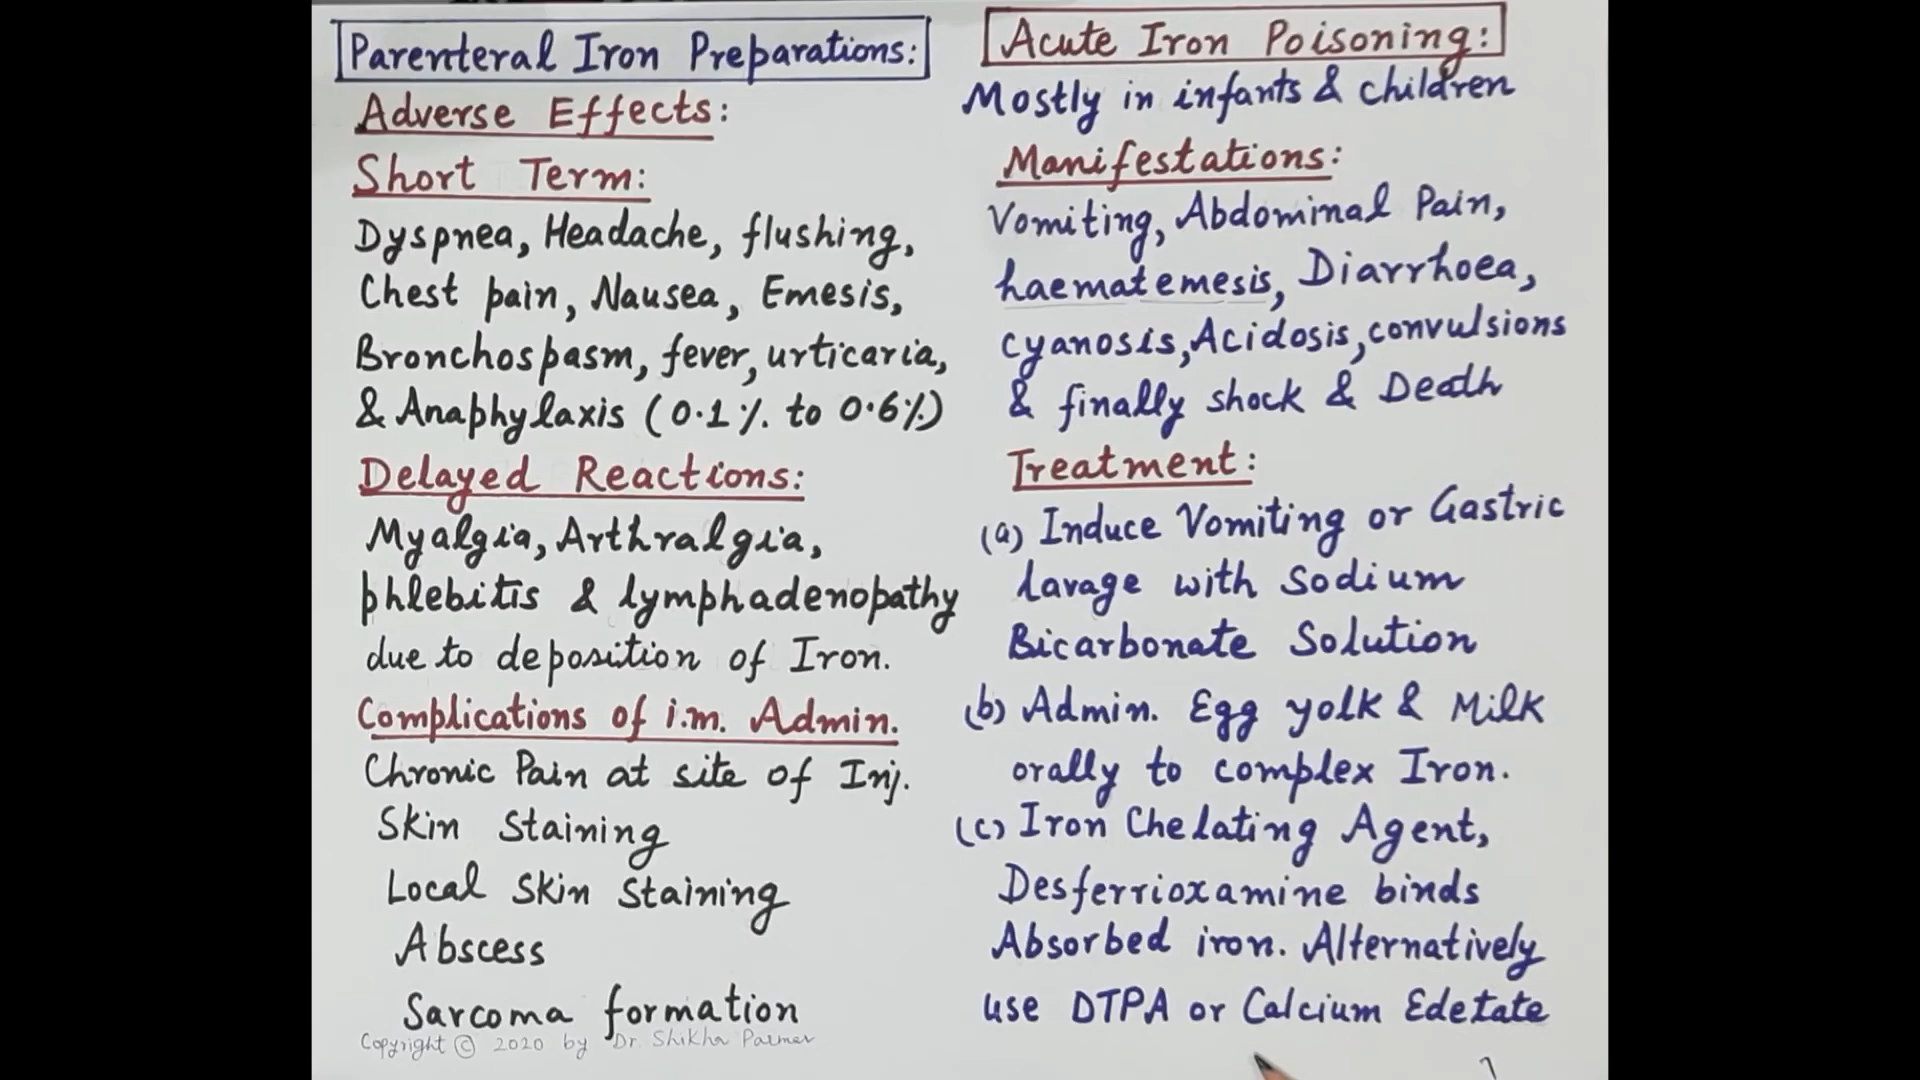 Parenteral Iron Preparations:
Adverse Effects:
Short Term:
Dyspnea, Headache, flushing,
Chest pain, Nausea, Emesis,
Bronchospasm, fever, urticaria,
& Anaphylaxis (0.1%. to 0.6%)
Delayed Reactions:
Myalgia, Arthralgia,
phlebitis & lymphadenopathy
due to deposition of Iron.
Complications of i.m. Admin.
Chronic Pain at site of Inj.
Skin Staining
Local Skin Staining
Abscess
Sarcoma formation
Copyright © 2020 by Dr. Shikha Parmar
Acute Iron Poisoning:
Mostly in infants & children
Manifestations:
Vomiting, Abdominal Pain,
haematemesis, Diarrhoea,
cyanosis, Acidosis, convulsions
& finally shock & Death
Treatment:
(a) Induce Vomiting or Gastric
lavage with Sodium
Bicarbonate Solution
(b) Admin. Egg yolk & Milk
orally to complex Iron.
(c) Iron Chelating Agent,
Desferrioxamine binds
Absorbed iron. Alternatively
use DTPA or Calcium Edetate